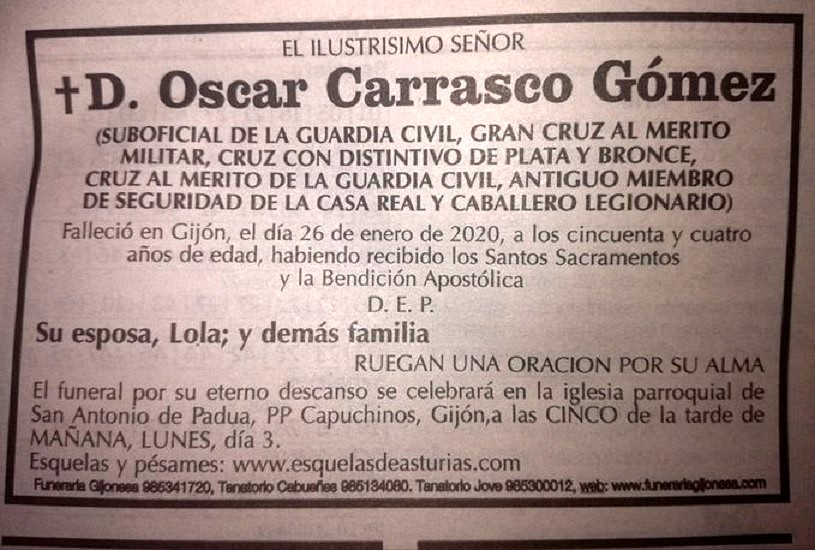 EL ILUSTRISIMO SEÑOR
✝D. Oscar Carrasco Gómez
(SUBOFICIAL DE LA GUARDIA CIVIL, GRAN CRUZ AL MERITO
MILITAR, CRUZ CON DISTINTIVO DE PLATA Y BRONCE,
CRUZ AL MERITO DE LA GUARDIA CIVIL, ANTIGUO MIEMBRO
DE SEGURIDAD DE LA CASA REAL Y CABALLERO LEGIONARIO)
Falleció en Gijón, el día 26 de enero de 2020, a los cincuenta y cuatro
años de edad, habiendo recibido los Santos Sacramentos
y la Bendición Apostólica
D. E. P.
Su esposa, Lola; y demás familia
RUEGAN UNA ORACION POR SU ALMA
El funeral por su eterno descanso se celebrará en la iglesia parroquial de
San Antonio de Padua, PP Capuchinos, Gijón,a las CINCO de la tarde de
MAÑANA, LUNES, día 3.
Esquelas y pésames: www.esquelasdeasturias.com
Funeraria Gijonesa 985341720, Tanatorio Cabueñes 985134080. Tanatorio Jove 985300012, web: www.funerariagijonesa.com